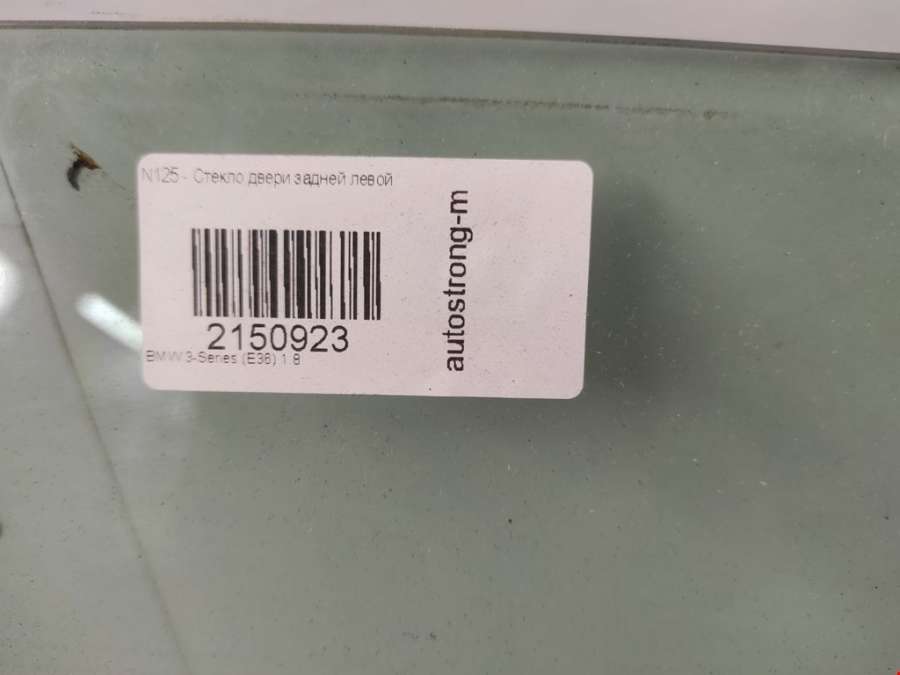 N125 - Стекло двери задней левой
2150923
BMW 3-Series (E36) 1.8
autostrong-m